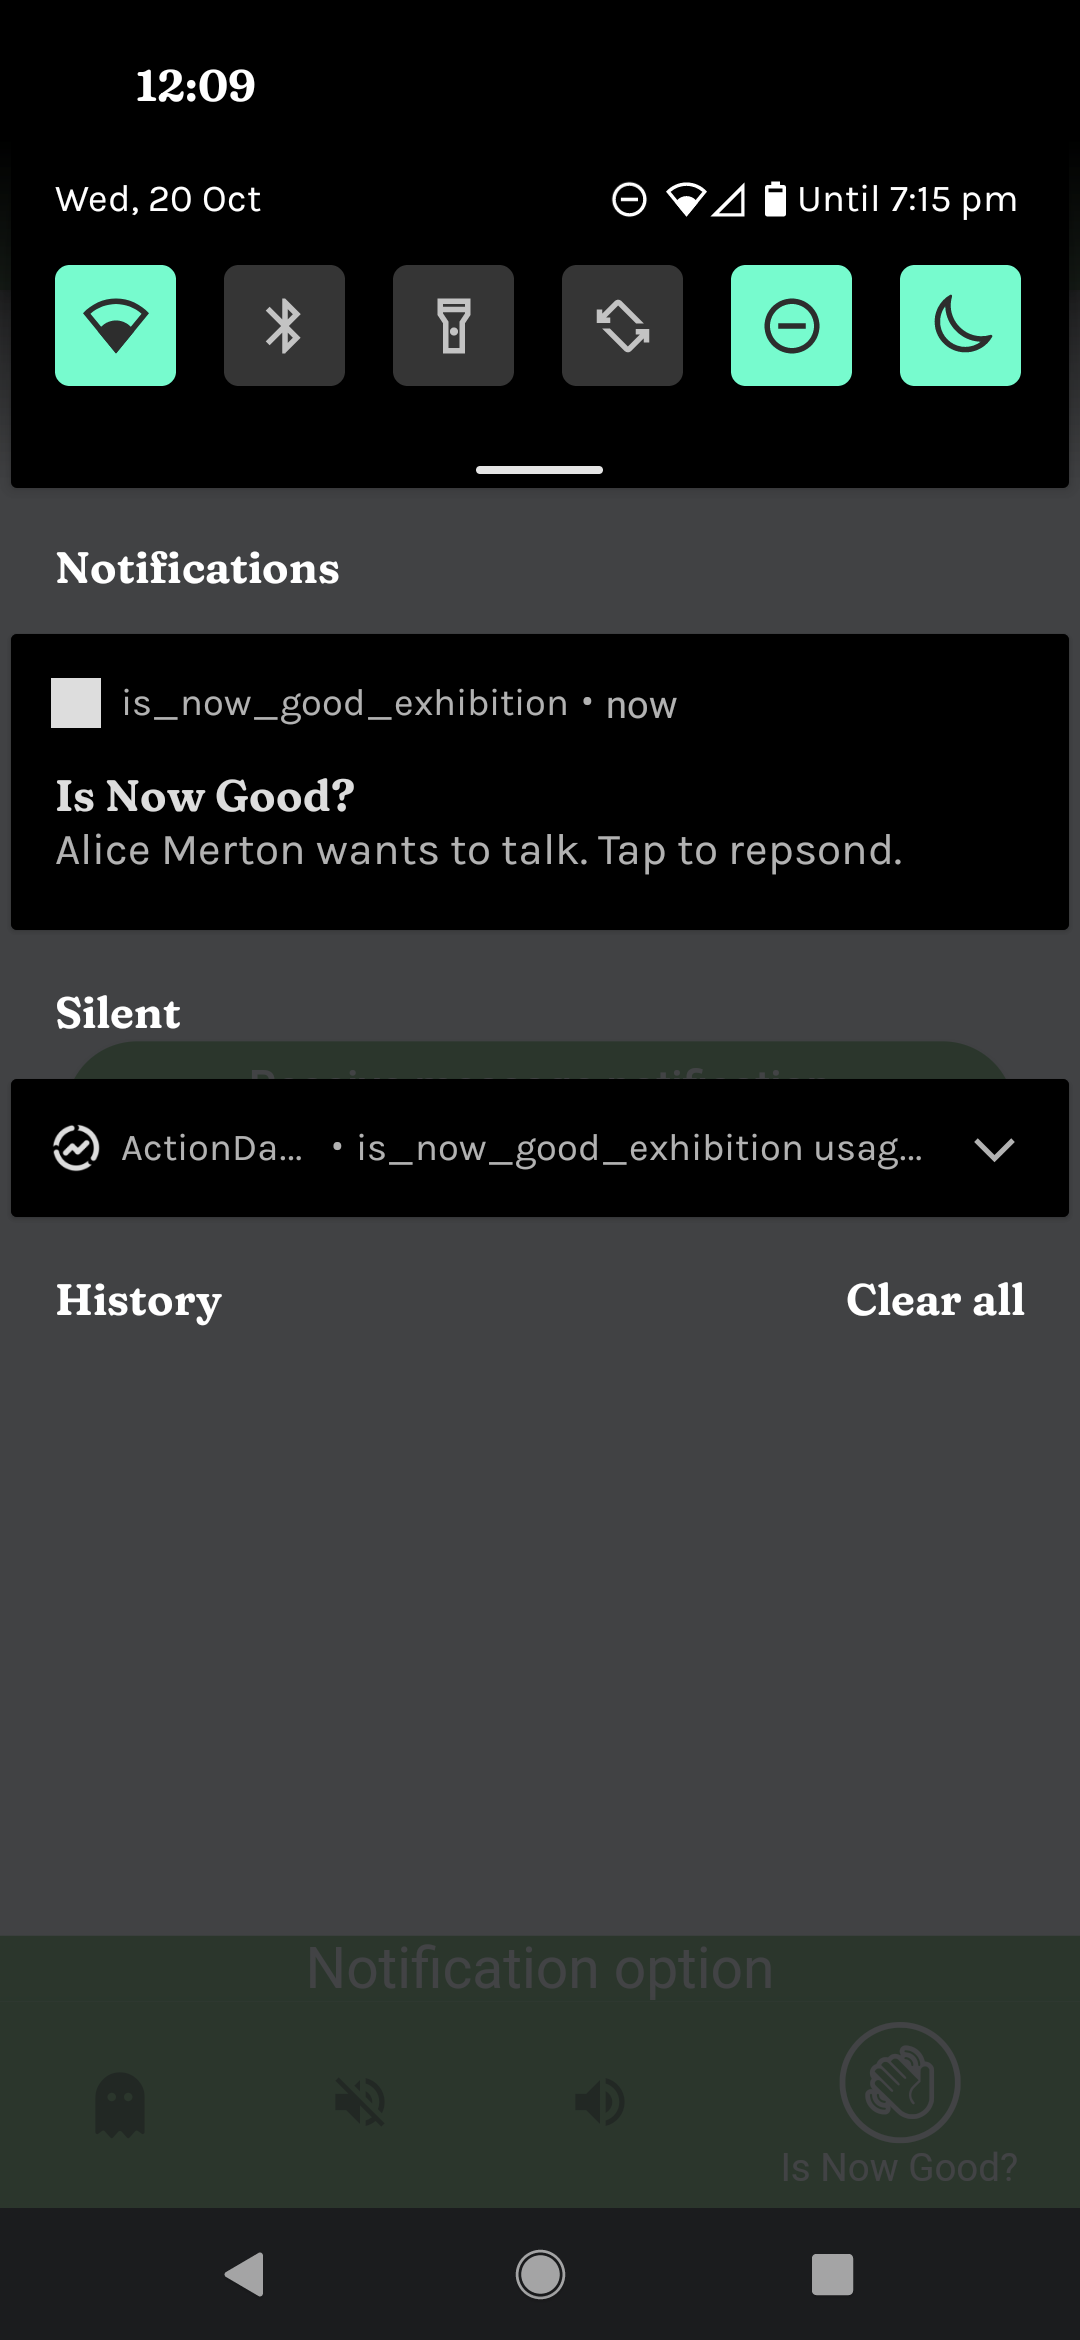 12:09
Wed, 20 Oct
Until 7:15 pm
Notifications
is_now_good_exhibition • now
Is Now Good?
Alice Merton wants to talk. Tap to repsond.
Silent
ActionDa... • is_now_good_exhibition usag...
History
Clear all
Notification option
Is Now Good?